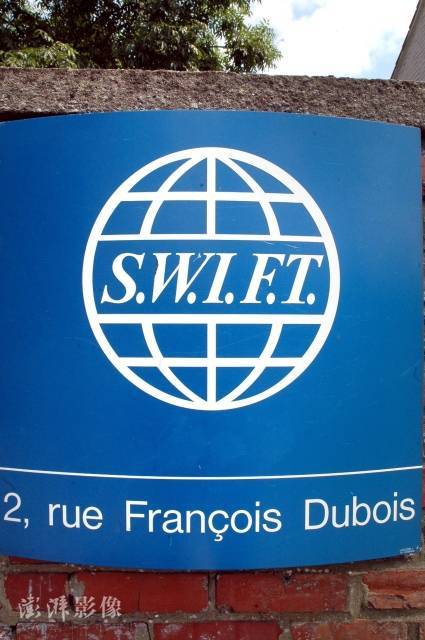 S.W.I.F.T.
2, rue François Dubois
澎湃影像